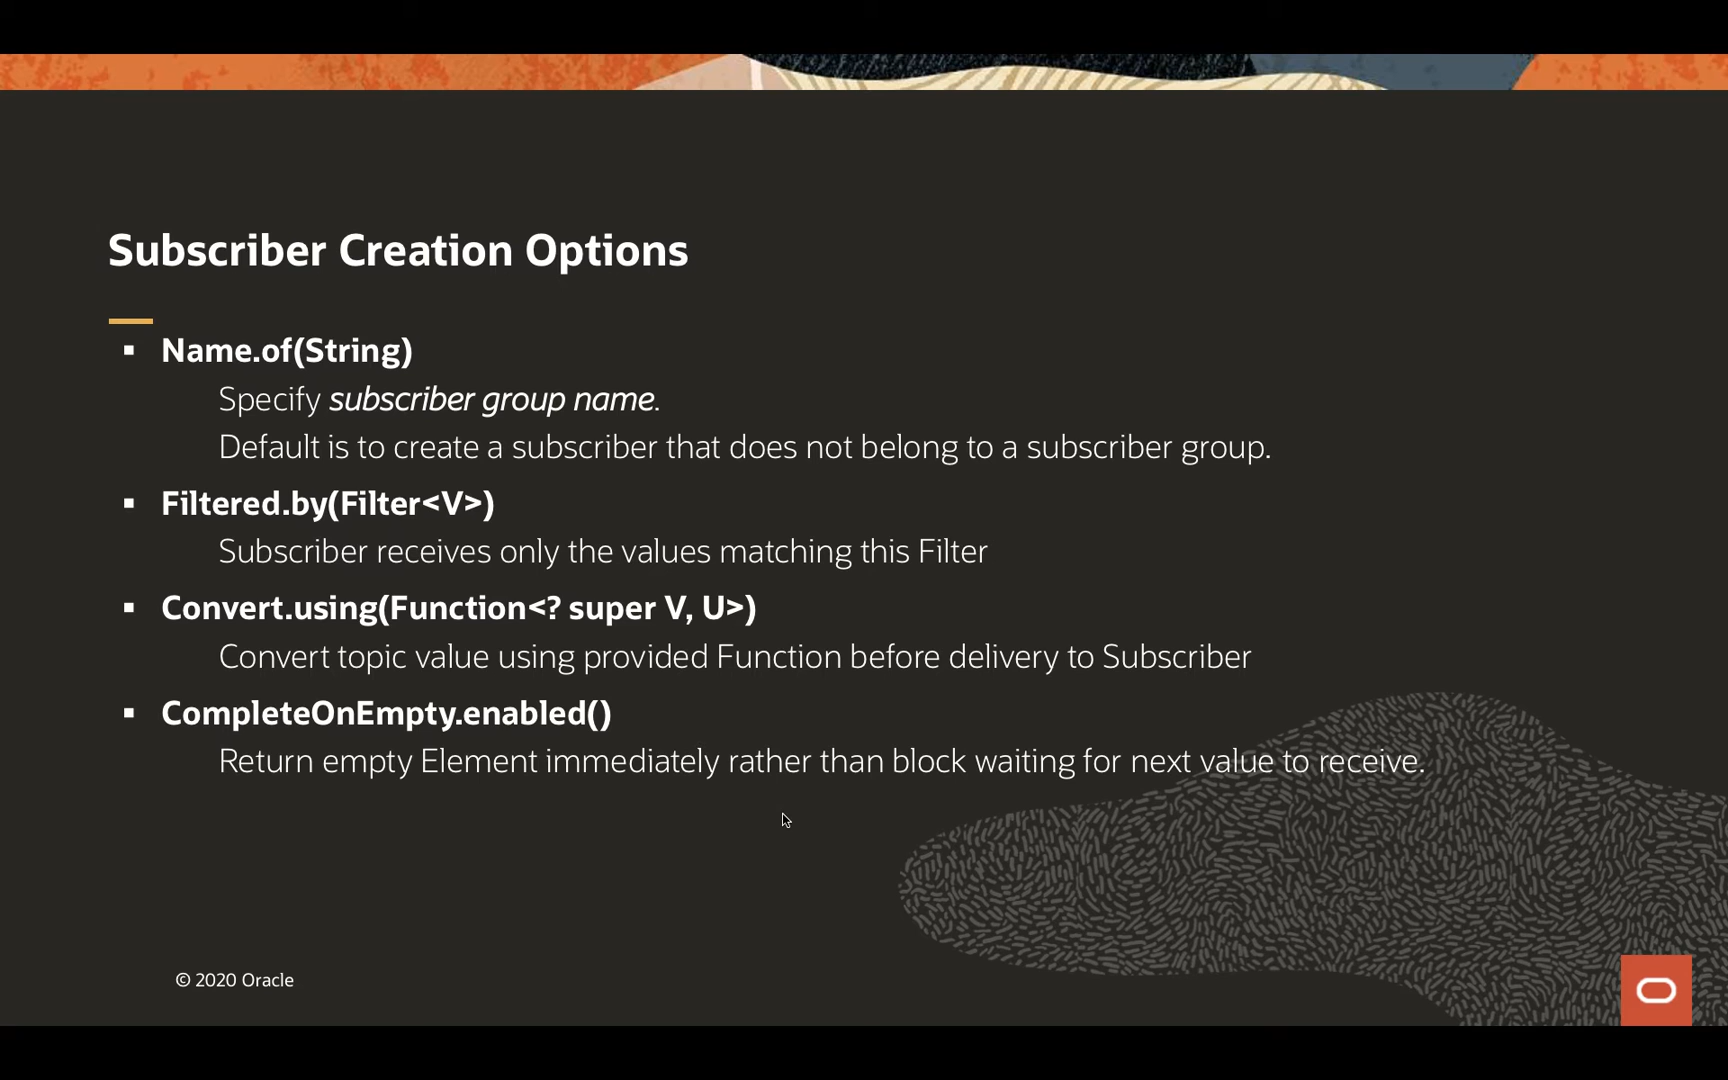 Subscriber Creation Options
▪ Name.of(String)
Specify subscriber group name.
Default is to create a subscriber that does not belong to a subscriber group.
▪ Filtered.by(Filter<V>)
Subscriber receives only the values matching this Filter
▪ Convert.using(Function<? super V, U>)
Convert topic value using provided Function before delivery to Subscriber
▪ CompleteOnEmpty.enabled()
Return empty Element immediately rather than block waiting for next value to receive.
© 2020 Oracle